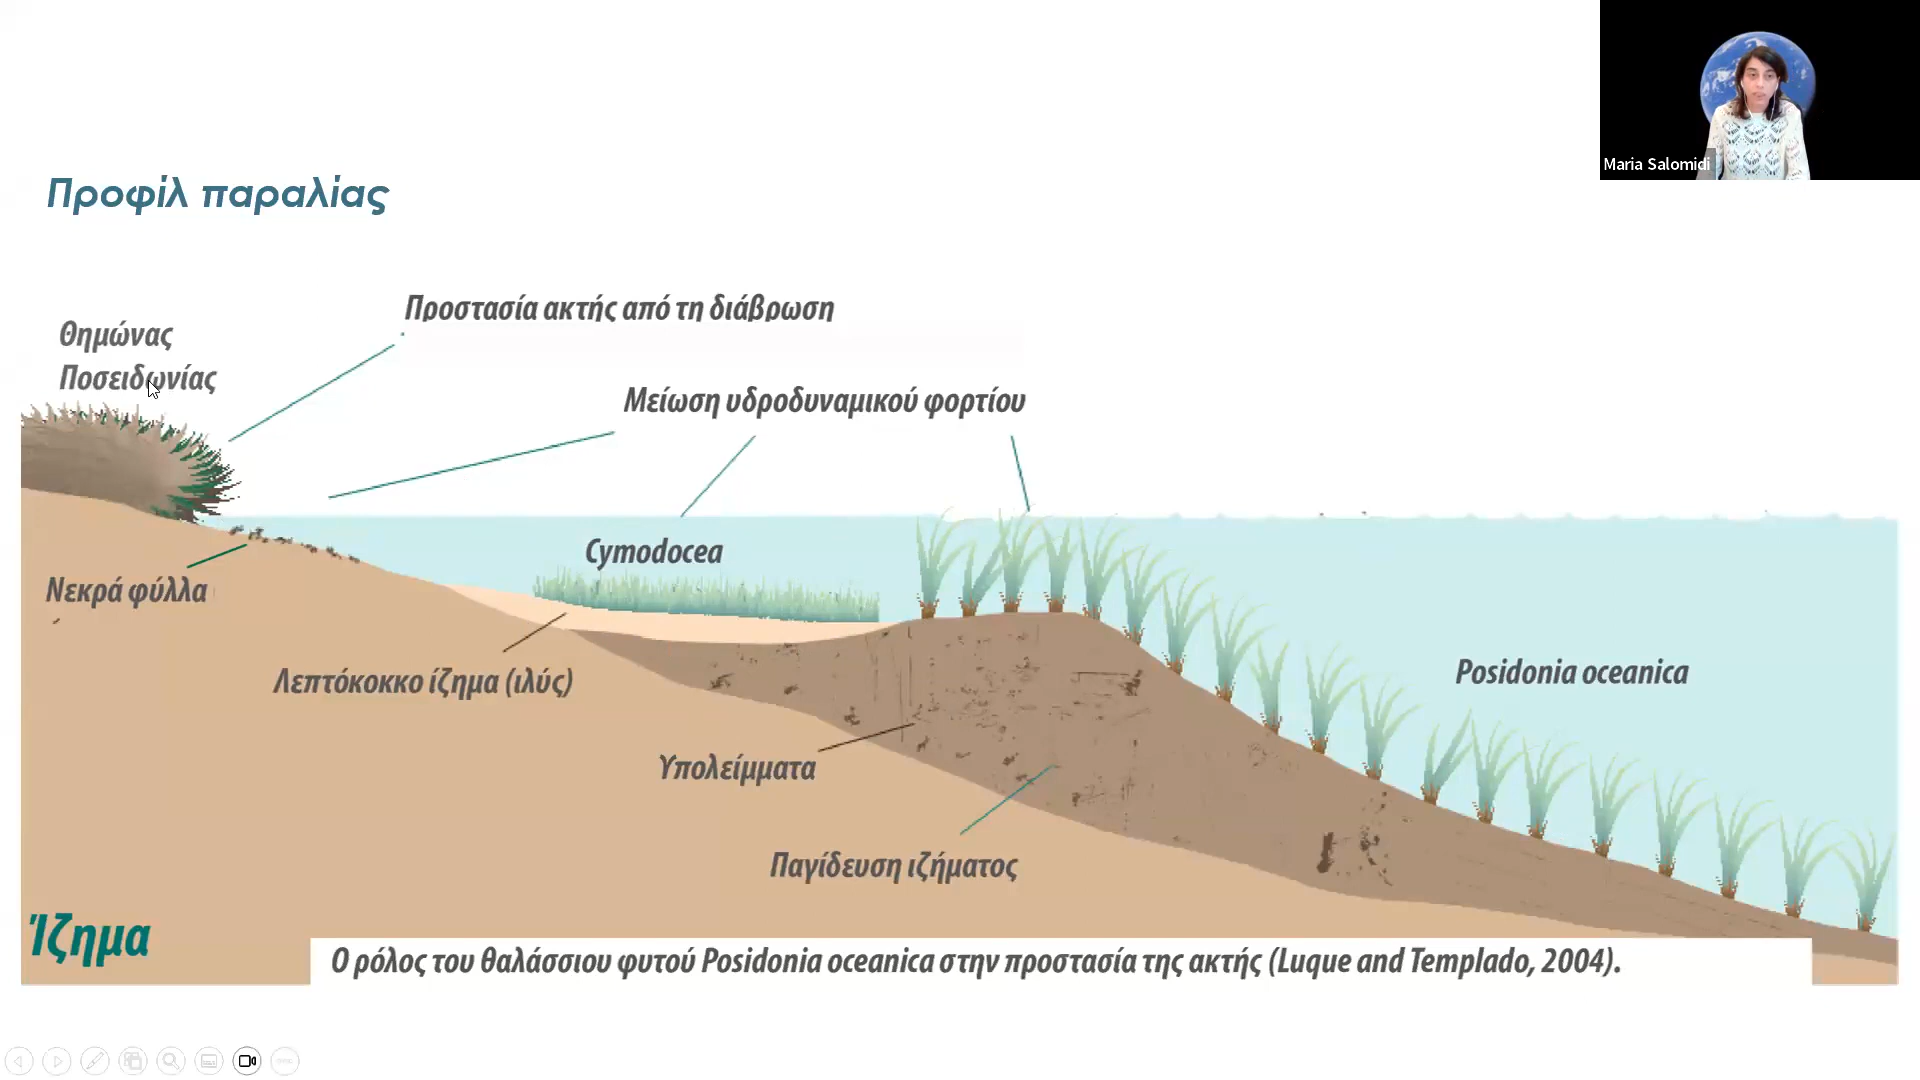 Maria Salomidi
Προφίλ παραλίας
Προστασία ακτής από τη διάβρωση
Θημώνας
Ποσειδωνίας
Μείωση υδροδυναμικού φορτίου
Cymodocea
Νεκρά φύλλα
Λεπτόκοκκο ίζημα (ιλύς)
Posidonia oceanica
Υπολείμματα
Παγίδευση ιζήματος
Ίζημα
Ο ρόλος του θαλάσσιου φυτού Posidonia oceanica στην προστασία της ακτής (Luque and Templado, 2004).